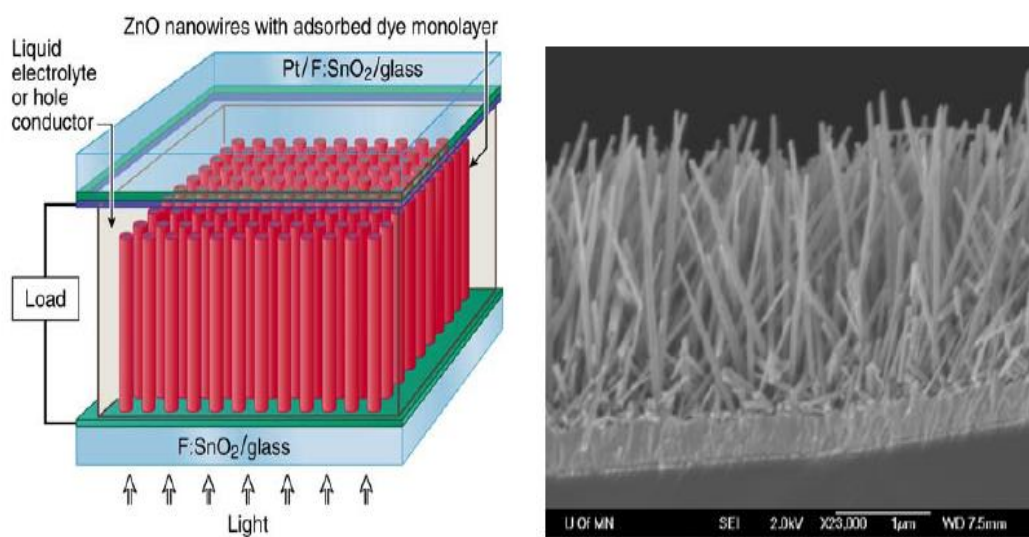 ZnO nanowires with adsorbed dye monolayer
Liquid
electrolyte
or hole
conductor
Pt/F:SnO₂/glass
Load
F:SnO₂/glass
Light
U Of MN SEI 2.0kV X23,000 1µm WD 7.5mm